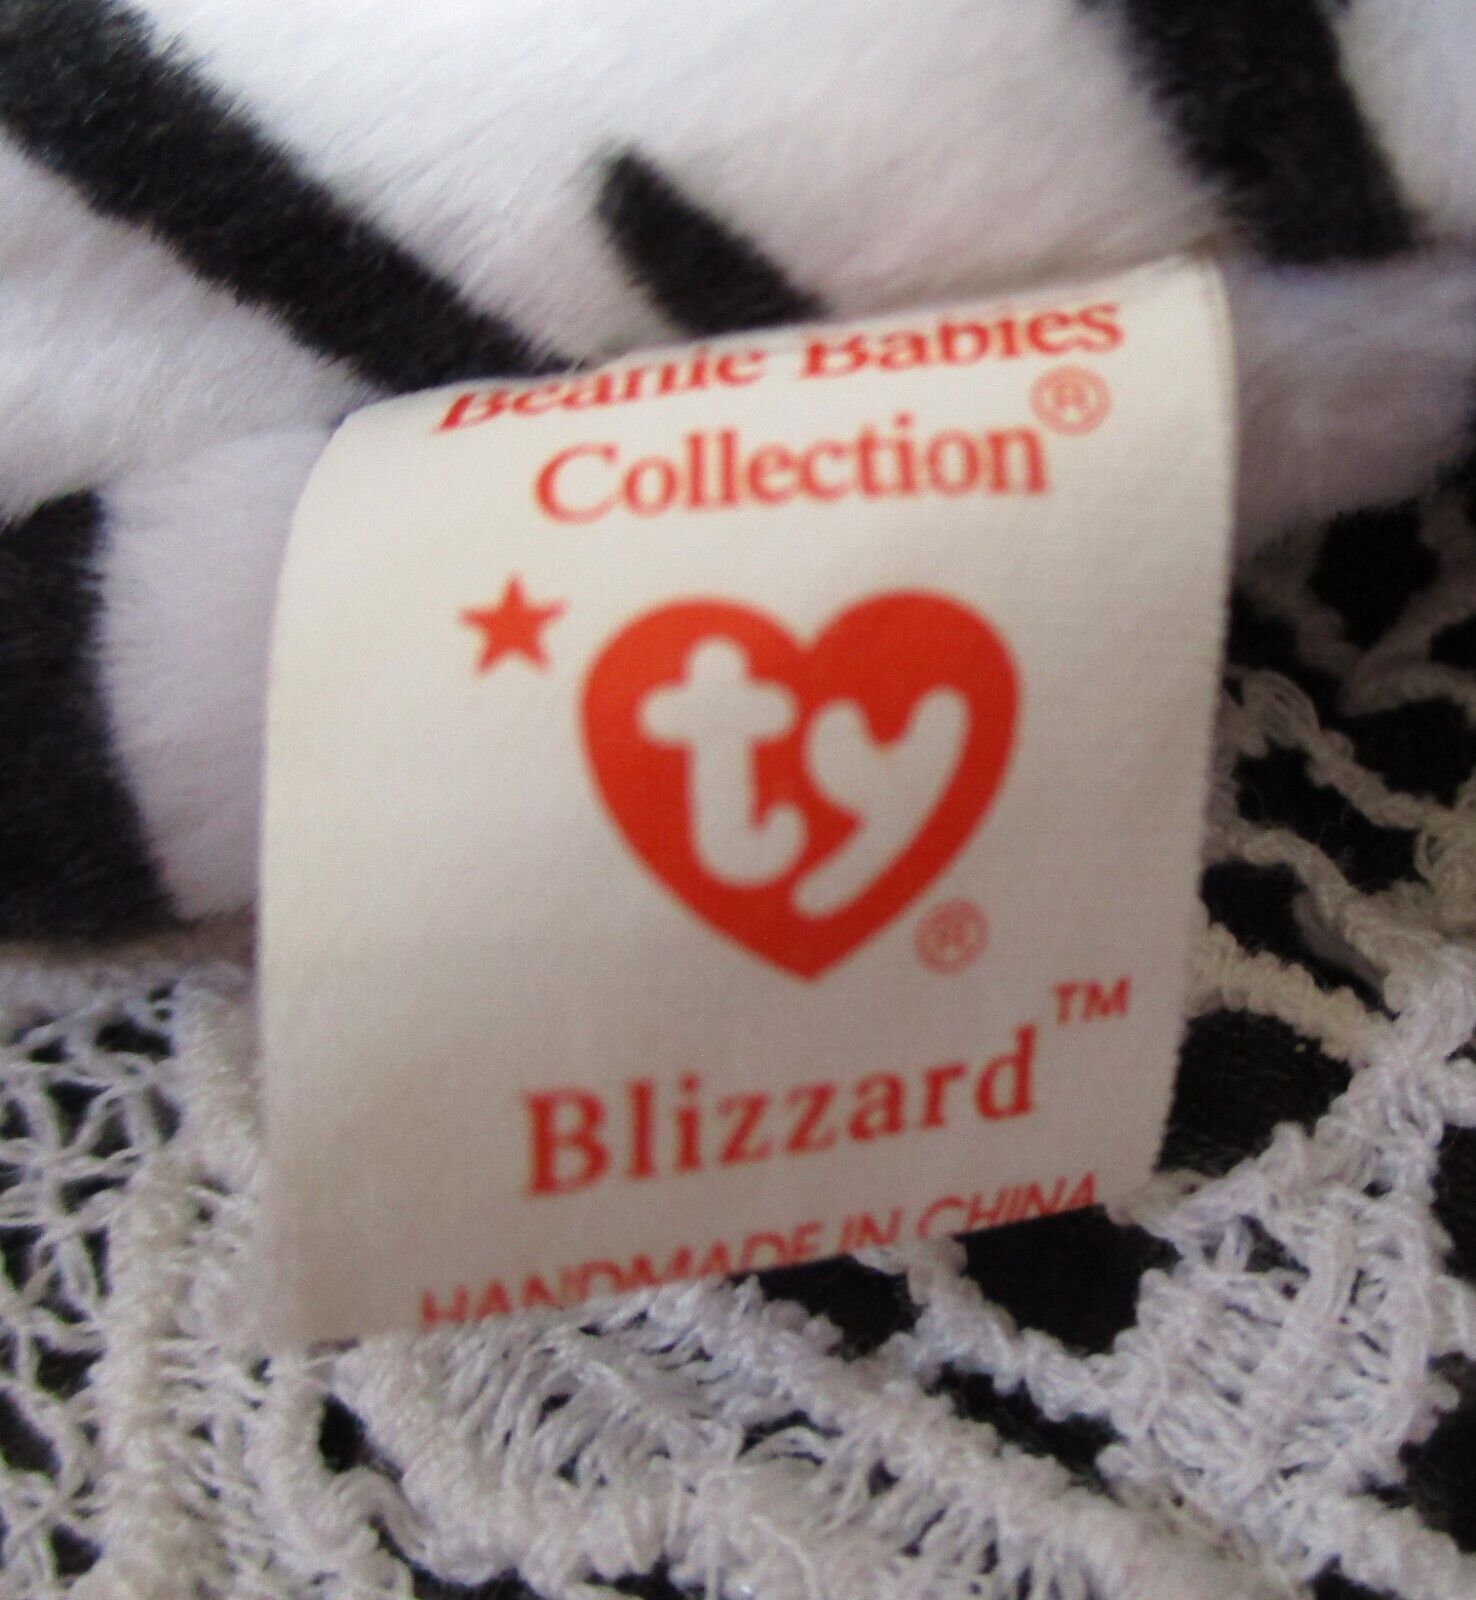 Beanie Babies
Collection®
ty®
Blizzard™
HANDMADE IN CHINA